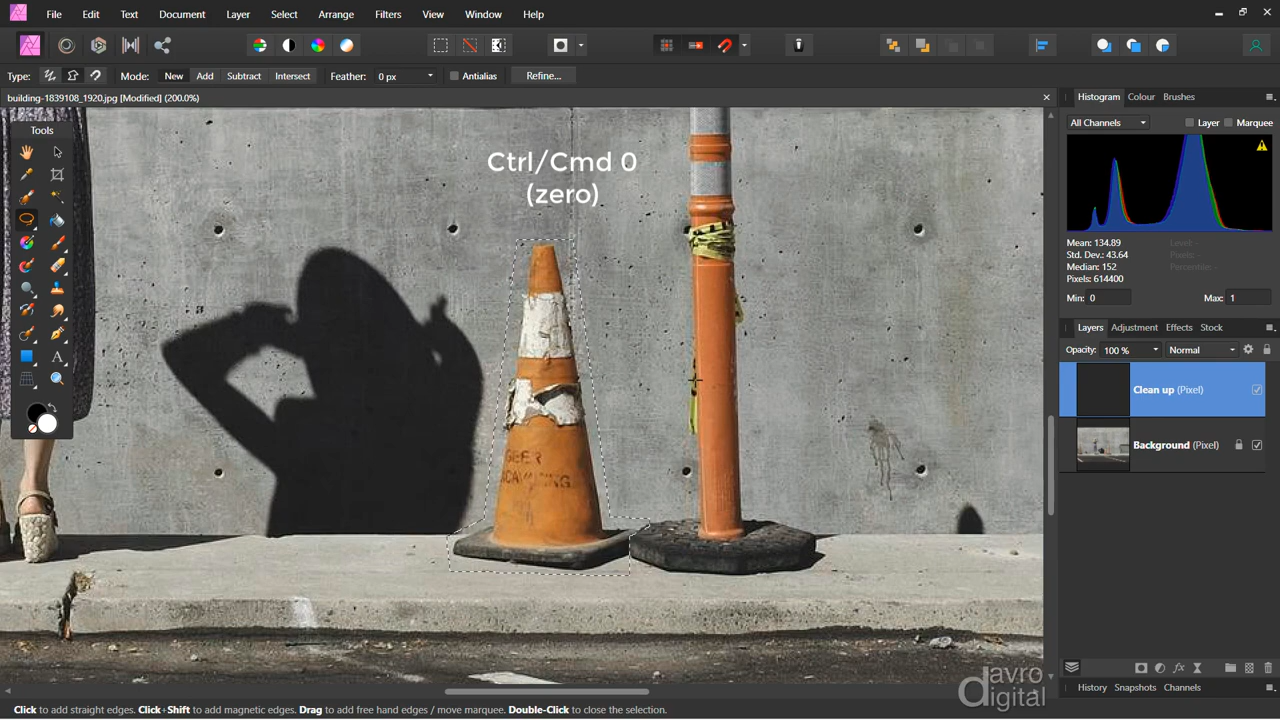 File Edit Text Document Layer Select Arrange Filters View Window Help
Type: Mode: New Add Subtract Intersect Feather: 0 px Antialias Refine...
building-1839108_1920.jpg [Modified] (200.0%)
Histogram Colour Brushes
Tools
All Channels Layer Marquee
Ctrl/Cmd 0
(zero)
Mean: 134.89 Level: -
Std. Dev.: 43.64 Pixels: -
Median: 152 Percentile: -
Pixels: 614400
Min: 0 Max: 1
Layers Adjustment Effects Stock
Opacity: 100 % Normal
Clean up (Pixel)
Background (Pixel)
History Snapshots Channels
davro
digital
Click to add straight edges. Click+Shift to add magnetic edges. Drag to add free hand edges / move marquee. Double-Click to close the selection.